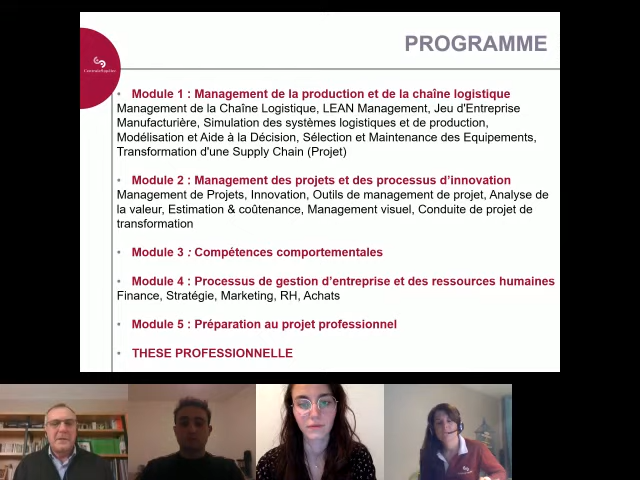 PROGRAMME
CentraleSupélec
• Module 1 : Management de la production et de la chaîne logistique
Management de la Chaîne Logistique, LEAN Management, Jeu d'Entreprise
Manufacturière, Simulation des systèmes logistiques et de production,
Modélisation et Aide à la Décision, Sélection et Maintenance des Equipements,
Transformation d'une Supply Chain (Projet)
• Module 2 : Management des projets et des processus d'innovation
Management de Projets, Innovation, Outils de management de projet, Analyse de
la valeur, Estimation & coûtenance, Management visuel, Conduite de projet de
transformation
• Module 3 : Compétences comportementales
• Module 4 : Processus de gestion d'entreprise et des ressources humaines
Finance, Stratégie, Marketing, RH, Achats
• Module 5 : Préparation au projet professionnel
• THESE PROFESSIONNELLE